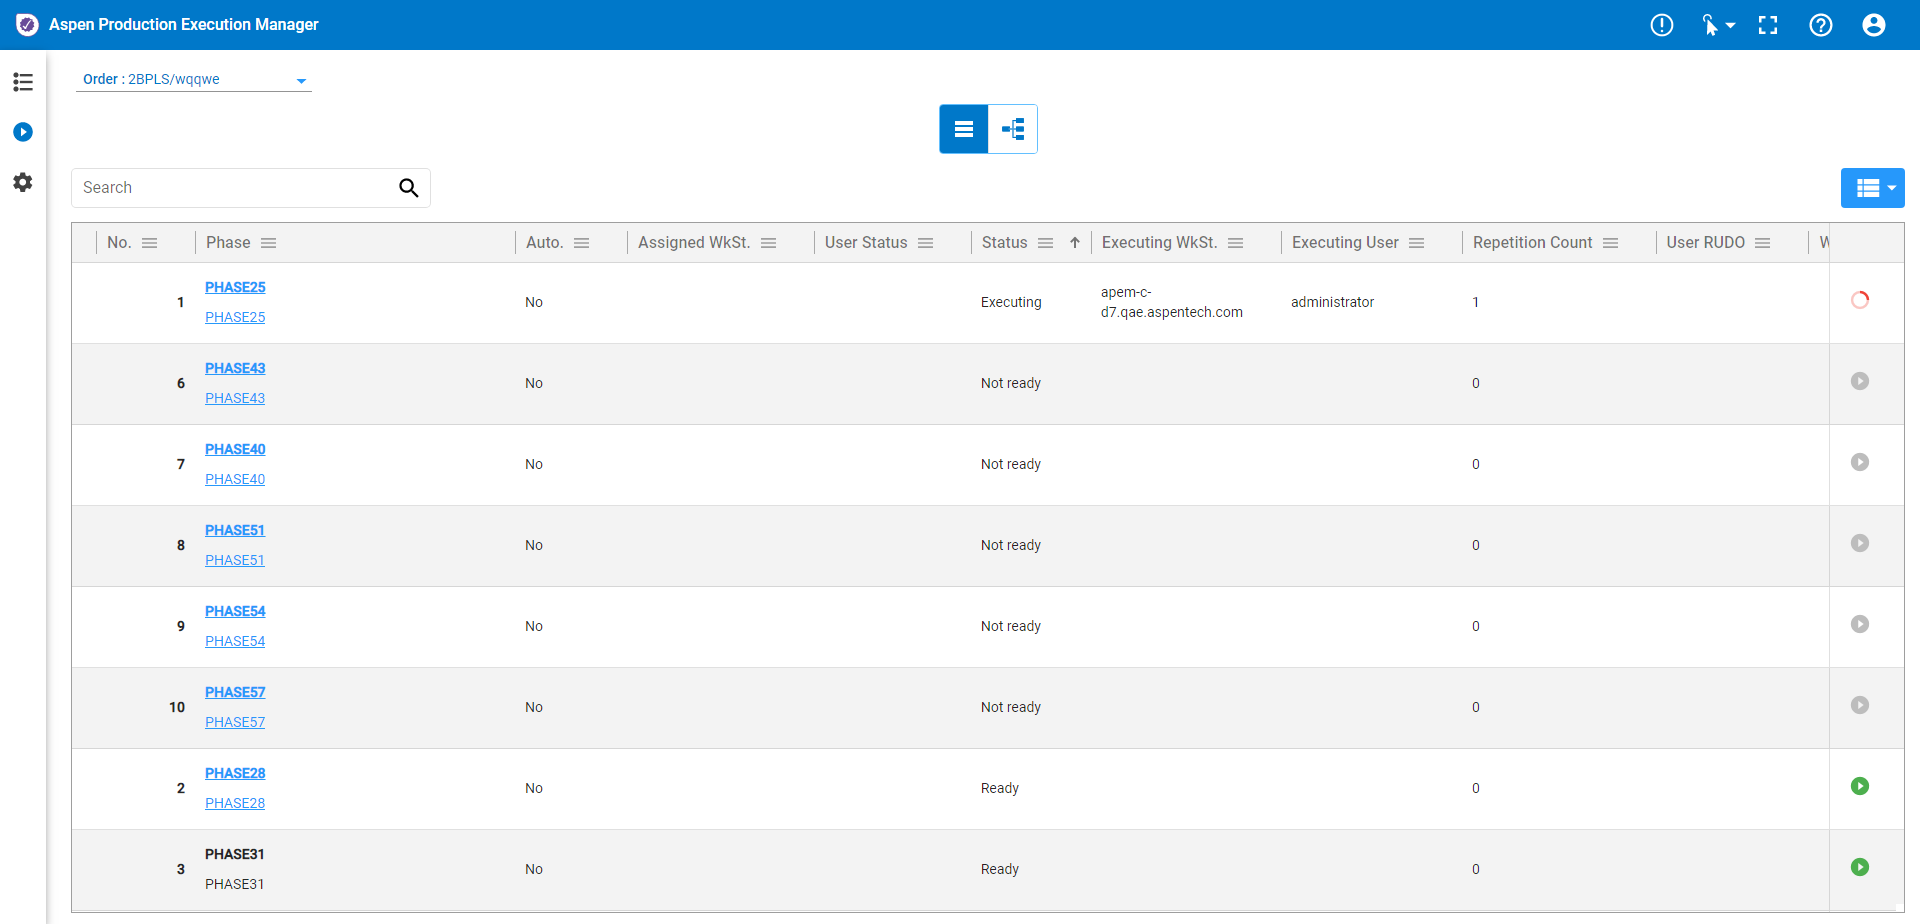 Aspen Production Execution Manager
Order : 2BPLS/wqqwe
Search
No. Phase Auto. Assigned WkSt. User Status Status Executing WkSt. Executing User Repetition Count User RUDO
1 PHASE25 PHASE25 No Executing apem-c-d7.qae.aspentech.com administrator 1
6 PHASE43 PHASE43 No Not ready 0
7 PHASE40 PHASE40 No Not ready 0
8 PHASE51 PHASE51 No Not ready 0
9 PHASE54 PHASE54 No Not ready 0
10 PHASE57 PHASE57 No Not ready 0
2 PHASE28 PHASE28 No Ready 0
3 PHASE31 PHASE31 No Ready 0